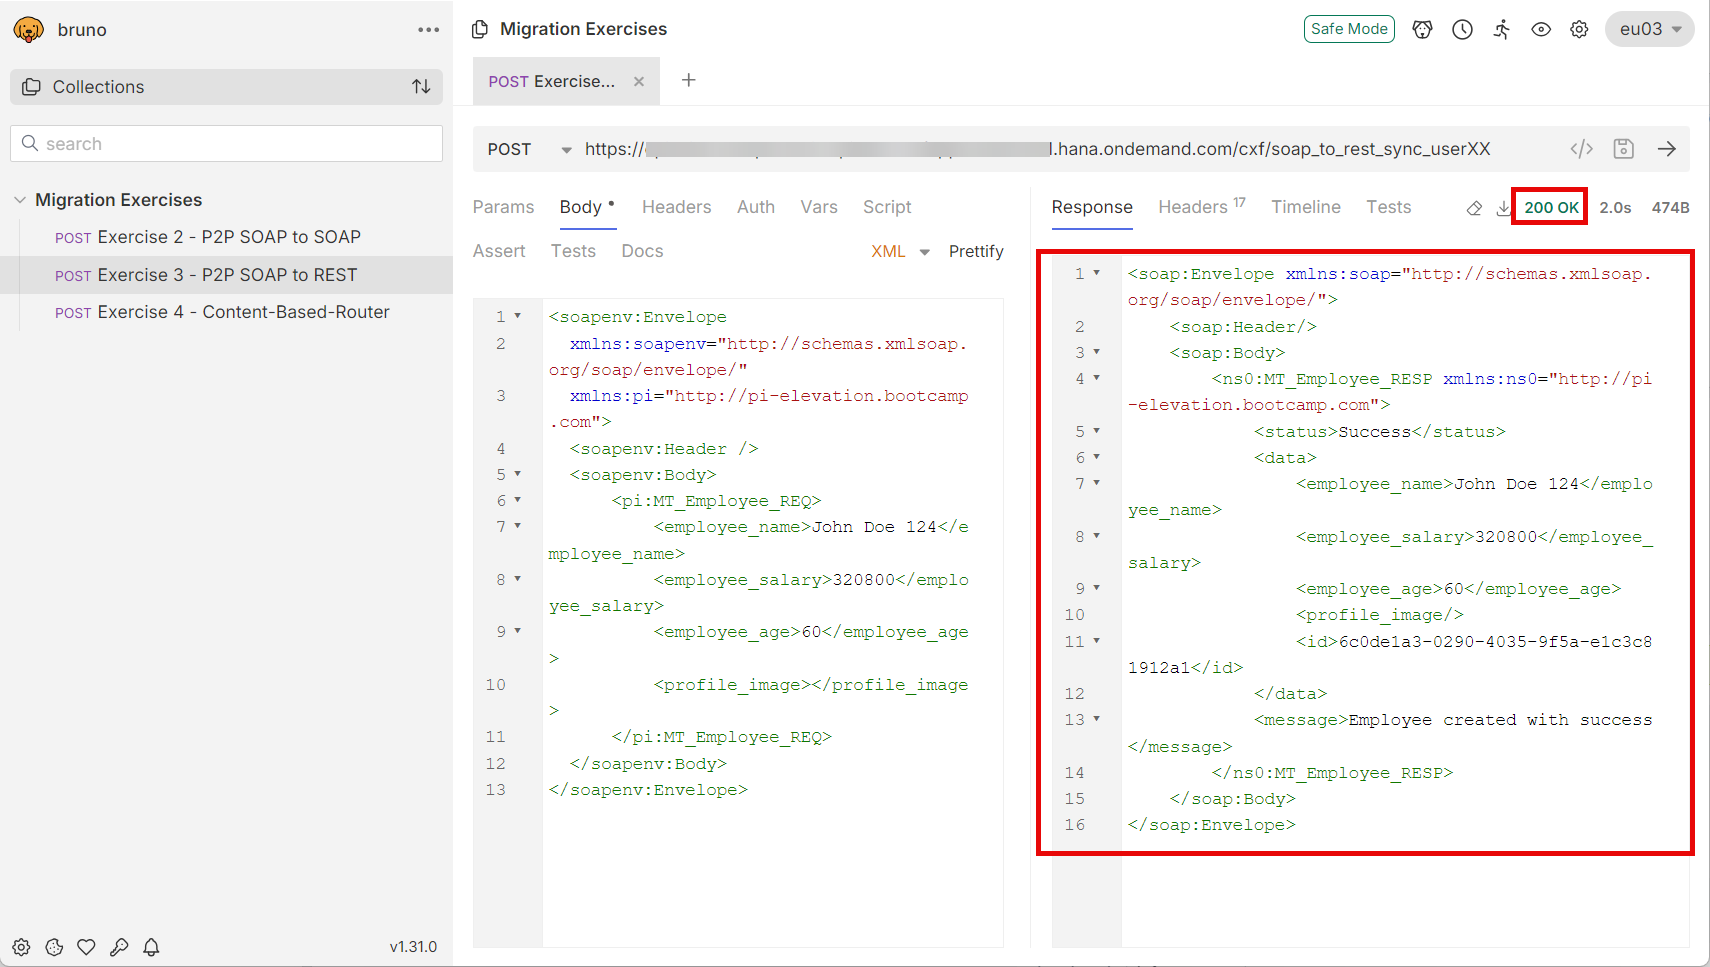 bruno
Collections
search
Migration Exercises
POST Exercise 2 - P2P SOAP to SOAP
POST Exercise 3 - P2P SOAP to REST
POST Exercise 4 - Content-Based-Router
v1.31.0
Migration Exercises
Safe Mode
eu03
POST Exercise...
POST
https://
l.hana.ondemand.com/cxf/soap_to_rest_sync_userXX
Params Body Headers Auth Vars Script
Assert Tests Docs XML Prettify
1 <soapenv:Envelope
2 xmlns:soapenv="http://schemas.xmlsoap.
org/soap/envelope/"
3 xmlns:pi="http://pi-elevation.bootcamp
.com">
4 <soapenv:Header />
5 <soapenv:Body>
6 <pi:MT_Employee_REQ>
7 <employee_name>John Doe 124</e
mployee_name>
8 <employee_salary>320800</emplo
yee_salary>
9 <employee_age>60</employee_age
>
10 <profile_image></profile_image
>
11 </pi:MT_Employee_REQ>
12 </soapenv:Body>
13 </soapenv:Envelope>
Response Headers 17 Timeline Tests 200 OK 2.0s 474B
1 <soap:Envelope xmlns:soap="http://schemas.xmlsoap.
org/soap/envelope/">
2 <soap:Header/>
3 <soap:Body>
4 <ns0:MT_Employee_RESP xmlns:ns0="http://pi
-elevation.bootcamp.com">
5 <status>Success</status>
6 <data>
7 <employee_name>John Doe 124</emplo
yee_name>
8 <employee_salary>320800</employee_
salary>
9 <employee_age>60</employee_age>
10 <profile_image/>
11 <id>6c0de1a3-0290-4035-9f5a-e1c3c8
1912a1</id>
12 </data>
13 <message>Employee created with success
</message>
14 </ns0:MT_Employee_RESP>
15 </soap:Body>
16 </soap:Envelope>